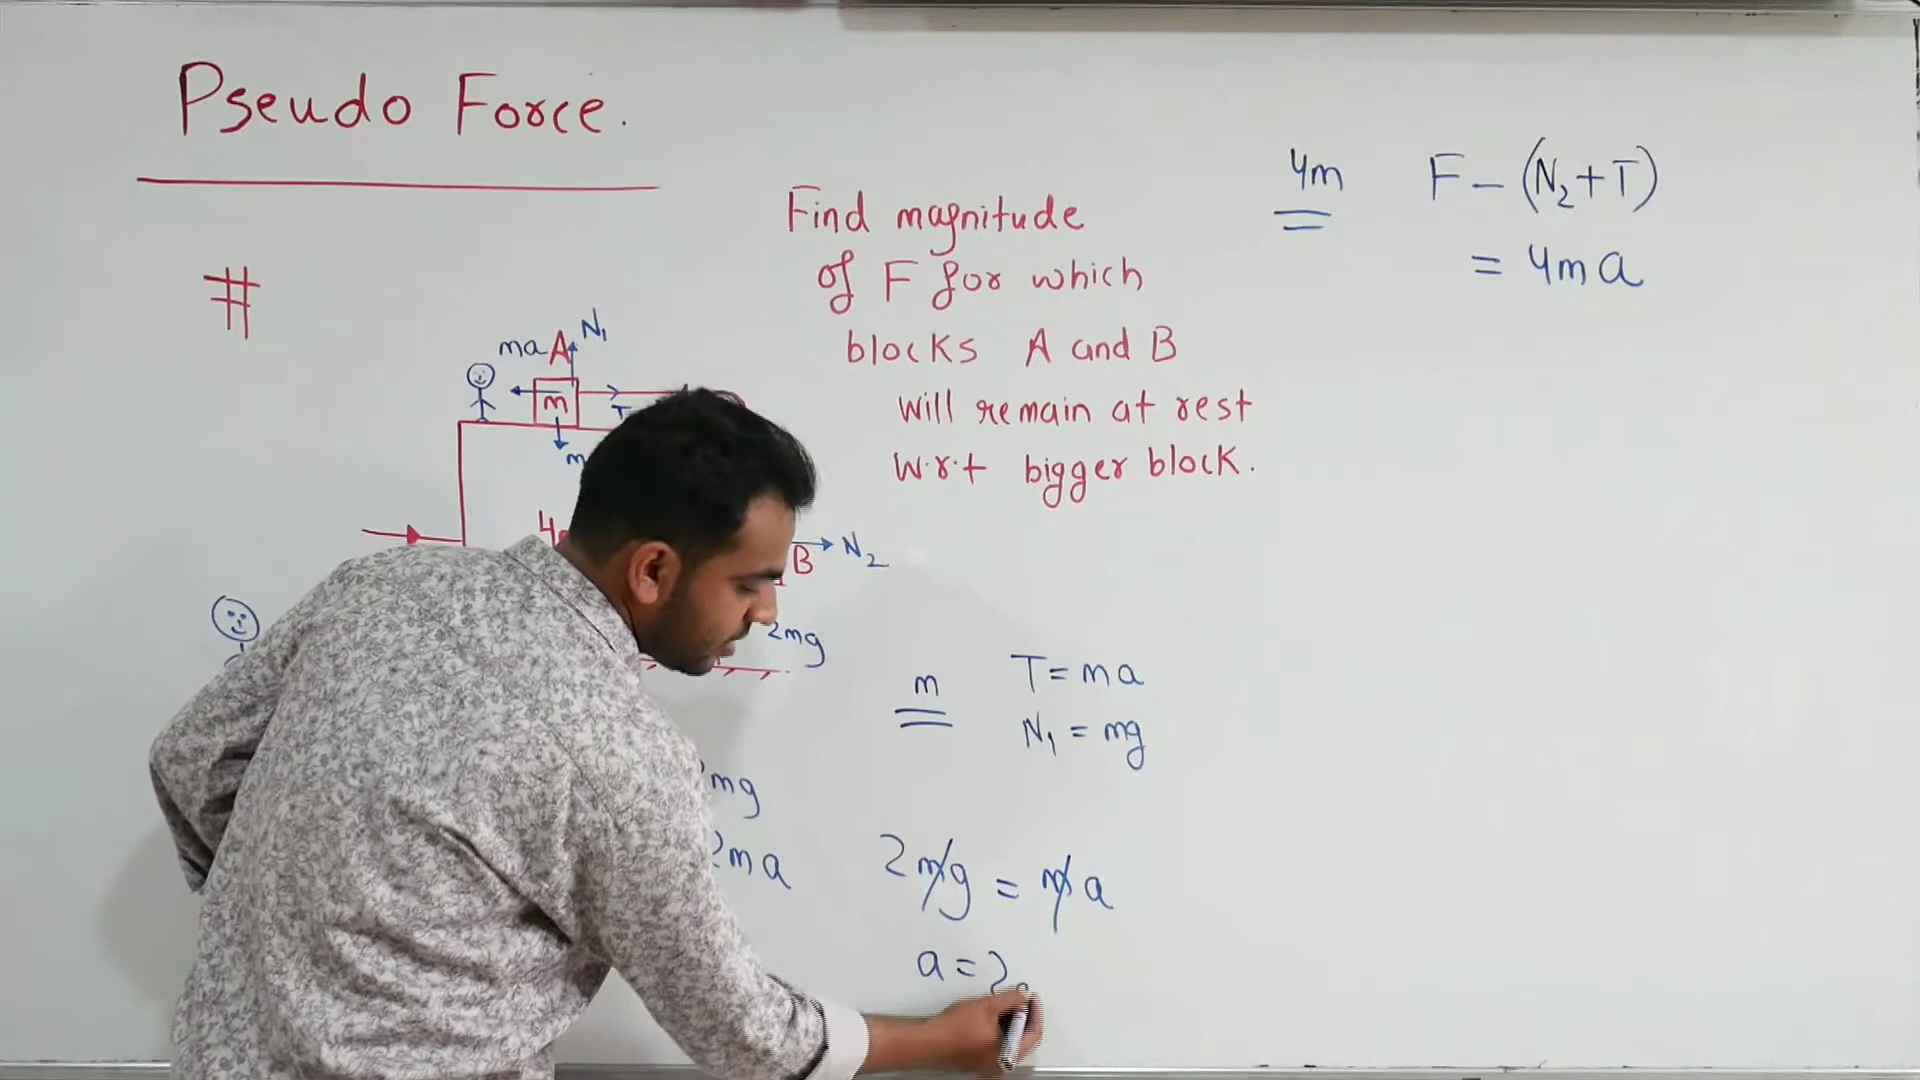 Pseudo Force.
#
Find magnitude
of F for which
blocks A and B
will remain at rest
w.r.t bigger block.
4m F - (N₂+T)
= 4ma
ma A N₁
m T
B N₂
2mg
m T = ma
N₁ = mg
mg
2ma
2mg = ma
a = 2